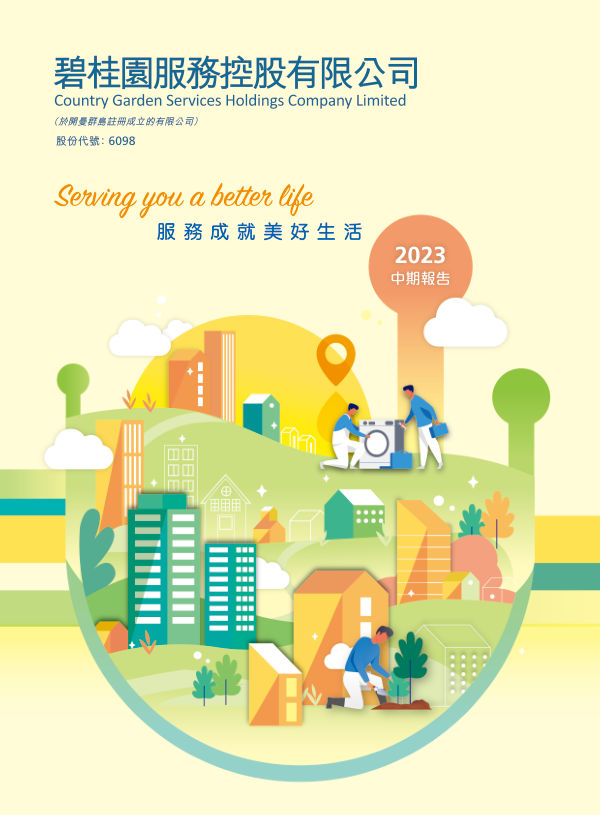 碧桂園服務控股有限公司
Country Garden Services Holdings Company Limited
（於開曼群島註冊成立的有限公司）
股份代號：6098
Serving you a better life
服務成就美好生活
2023
中期報告